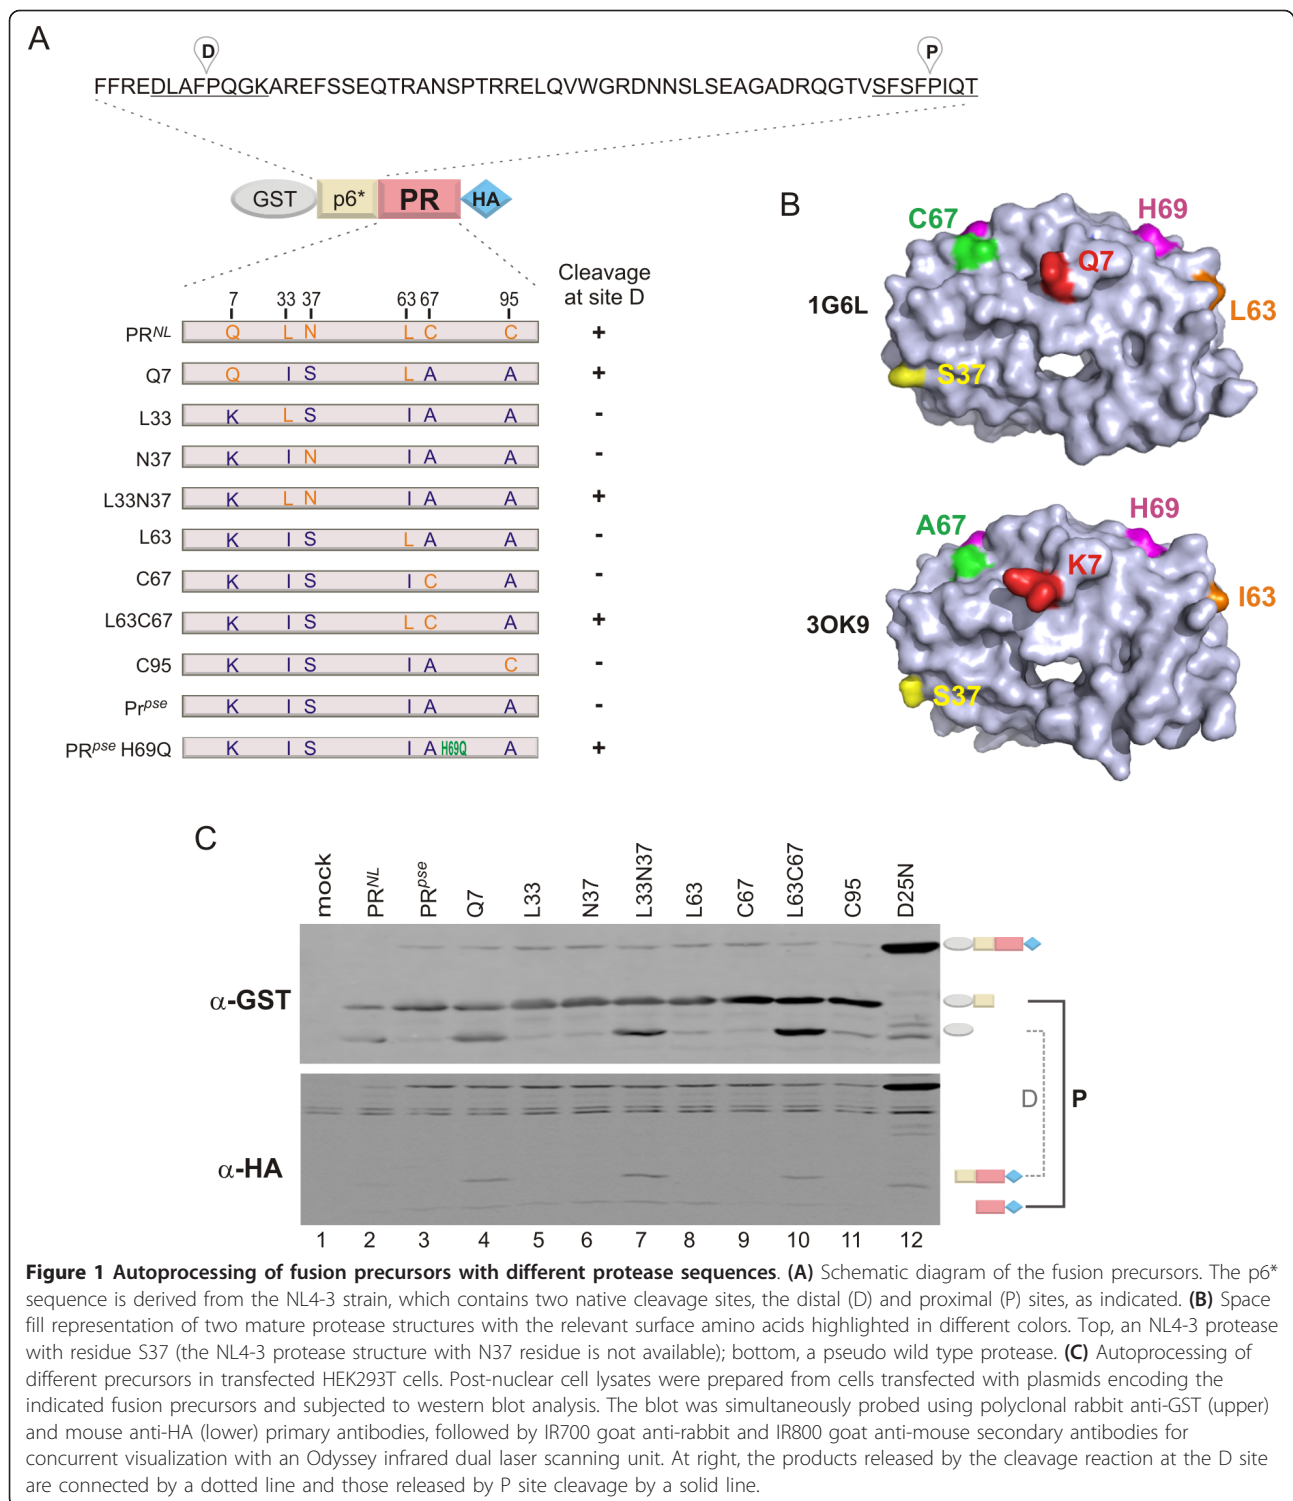 A
D
P
FFREDLAFPQGKAREFSSEQTRANSPTRRELQVWGRDNNSLSEAGADRQGTVSFSFPIQT
GST p6* PR HA
Cleavage
at site D
7 33 37 63 67 95
PRNL Q L N L C C +
Q7 Q I S L A A +
L33 K L S I A A -
N37 K I N I A A -
L33N37 K L N I A A +
L63 K I S L A A -
C67 K I S I C A -
L63C67 K I S L C A +
C95 K I S I A C -
Prpse K I S I A A -
PRpse H69Q K I S I A H69Q A +
B
C67
H69
Q7
1G6L
L63
S37
A67
H69
K7
I63
3OK9
S37
C
mock PRNL PRpse Q7 L33 N37 L33N37 L63 C67 L63C67 C95 D25N
α-GST
D P
α-HA
1 2 3 4 5 6 7 8 9 10 11 12
Figure 1 Autoprocessing of fusion precursors with different protease sequences. (A) Schematic diagram of the fusion precursors. The p6*
sequence is derived from the NL4-3 strain, which contains two native cleavage sites, the distal (D) and proximal (P) sites, as indicated. (B) Space
fill representation of two mature protease structures with the relevant surface amino acids highlighted in different colors. Top, an NL4-3 protease
with residue S37 (the NL4-3 protease structure with N37 residue is not available); bottom, a pseudo wild type protease. (C) Autoprocessing of
different precursors in transfected HEK293T cells. Post-nuclear cell lysates were prepared from cells transfected with plasmids encoding the
indicated fusion precursors and subjected to western blot analysis. The blot was simultaneously probed using polyclonal rabbit anti-GST (upper)
and mouse anti-HA (lower) primary antibodies, followed by IR700 goat anti-rabbit and IR800 goat anti-mouse secondary antibodies for
concurrent visualization with an Odyssey infrared dual laser scanning unit. At right, the products released by the cleavage reaction at the D site
are connected by a dotted line and those released by P site cleavage by a solid line.